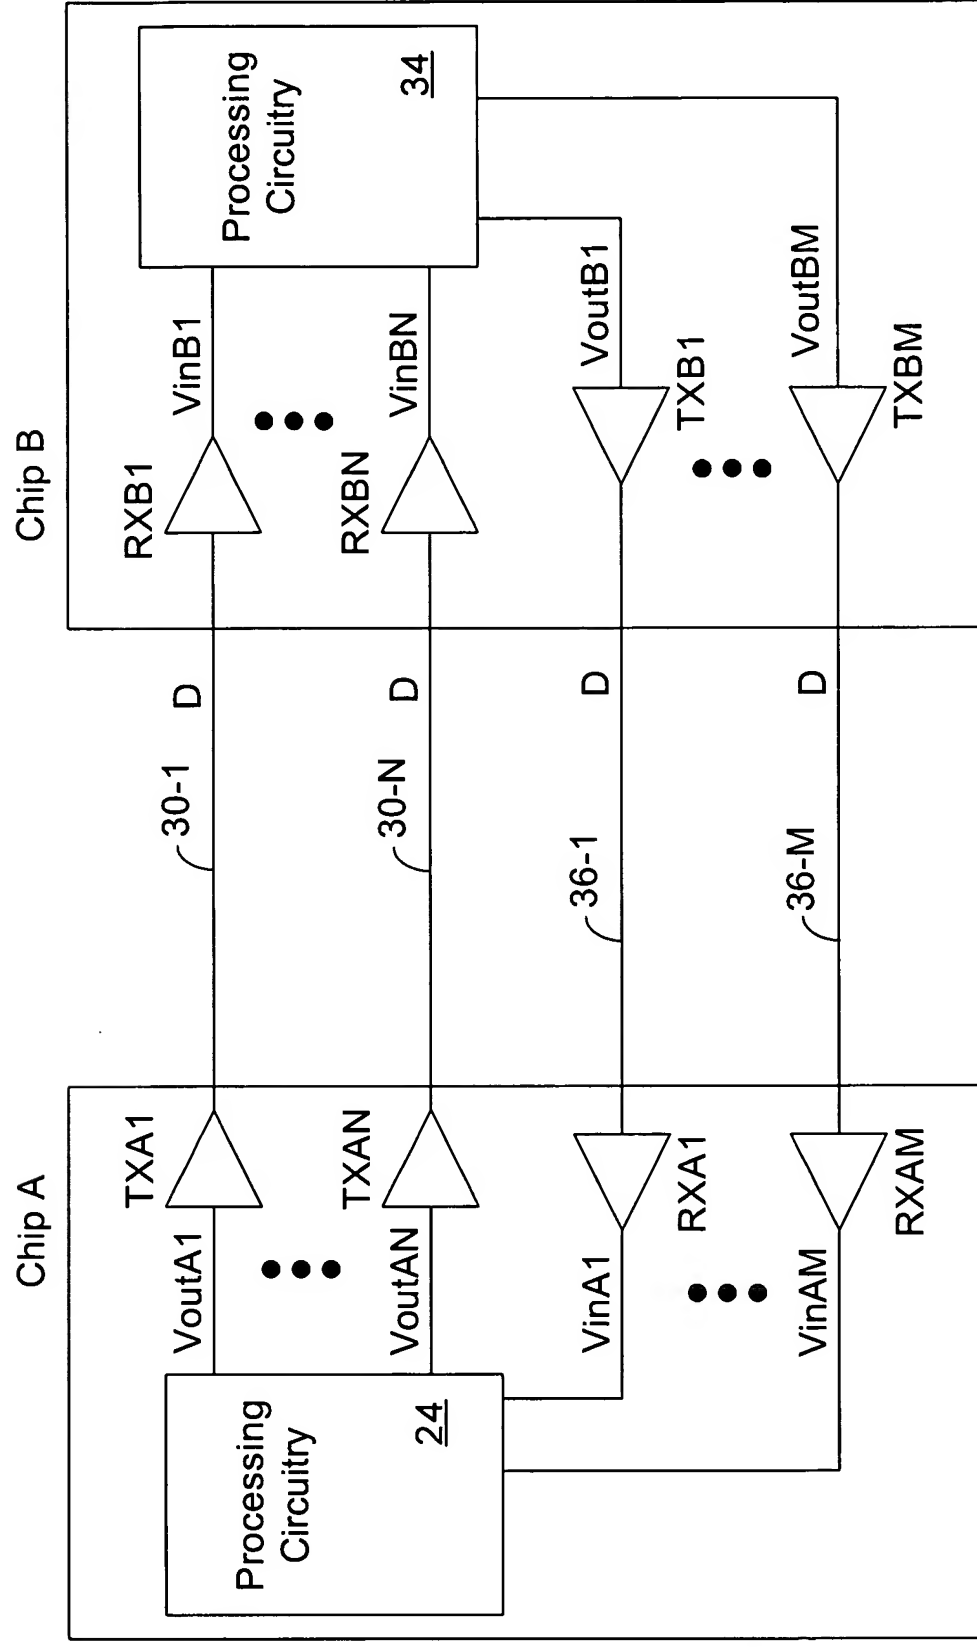 Chip A
Chip B
Processing
Circuitry
24
VoutA1
TXA1
VoutAN
TXAN
VinA1
RXA1
VinAM
RXAM
30-1
D
30-N
D
36-1
D
36-M
D
RXB1
VinB1
RXBN
VinBN
TXB1
VoutB1
TXBM
VoutBM
Processing
Circuitry
34